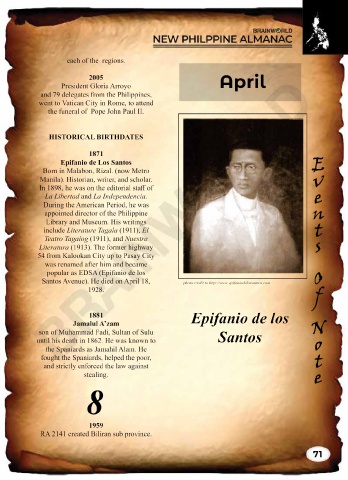 BRAINWORLD
NEW PHILPPINE ALMANAC
each of the regions.
2005
President Gloria Arroyo
and 79 delegates from the Philippines,
went to Vatican City in Rome, to attend
the funeral of Pope John Paul II.
HISTORICAL BIRTHDATES
1871
Epifanio de Los Santos
Born in Malabon, Rizal. (now Metro
Manila). Historian, writer, and scholar.
In 1898, he was on the editorial staff of
La Libertad and La Independencia.
During the American Period, he was
appointed director of the Philippine
Library and Museum. His writings
include Literature Tagala (1911), El
Teatro Tagalog (1911), and Nuestra
Literatura (1913). The former highway
54 from Kalookan City up to Pasay City
was renamed after him and became
popular as EDSA (Epifanio de los
Santos Avenue). He died on April 18,
1928.
1881
Jamalul A'zam
son of Muhammad Fadi, Sultan of Sulu
until his death in 1862. He was known to
the Spaniards as Jamahil Alam. He
fought the Spaniards, helped the poor,
and strictly enforced the law against
stealing.
8
1959
RA 2141 created Biliran sub province.
April
Epifanio de los
Santos
Events Of Note
71